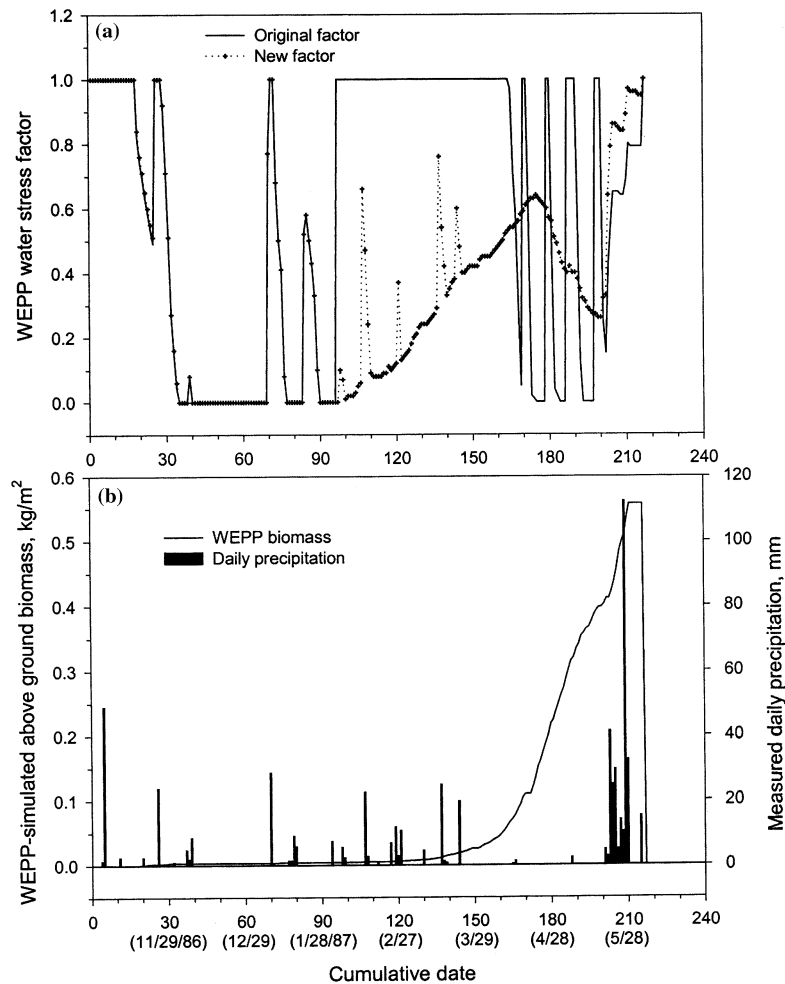 (a)
Original factor
New factor
WEPP water stress factor
1.2
1.0
0.8
0.6
0.4
0.2
0.0
0 30 60 90 120 150 180 210 240
(b)
WEPP biomass
Daily precipitation
WEPP-simulated above ground biomass, kg/m2
0.6
0.5
0.4
0.3
0.2
0.1
0.0
Measured daily precipitation, mm
120
100
80
60
40
20
0
0 30 60 90 120 150 180 210 240
(11/29/86) (12/29) (1/28/87) (2/27) (3/29) (4/28) (5/28)
Cumulative date